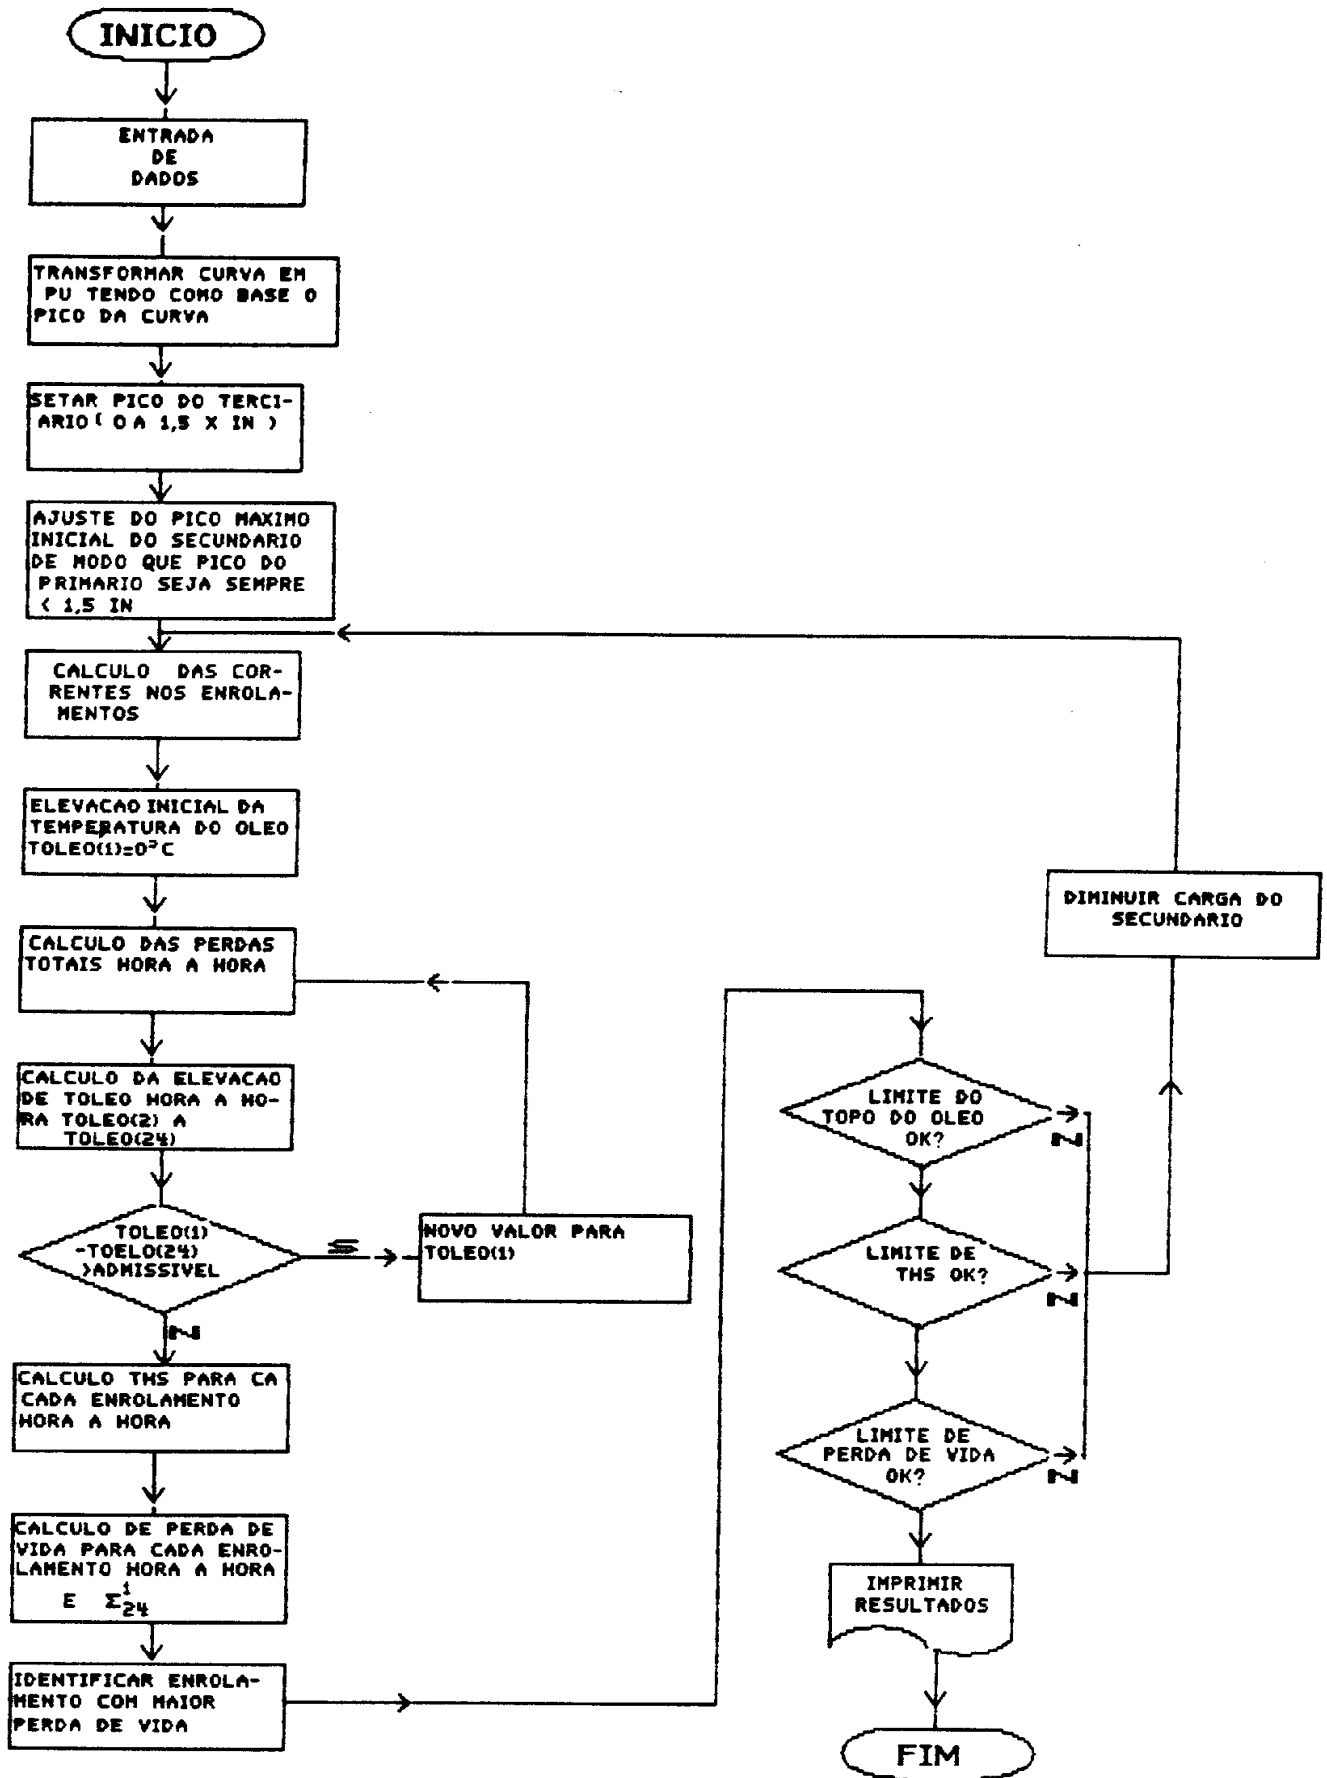 INICIO
ENTRADA
DE
DADOS
TRANSFORMAR CURVA EM
PU TENDO COMO BASE O
PICO DA CURVA
SETAR PICO DO TERCI-
ARIO ( 0 A 1,5 X IN )
AJUSTE DO PICO MAXIMO
INICIAL DO SECUNDARIO
DE MODO QUE PICO DO
PRIMARIO SEJA SEMPRE
< 1,5 IN
CALCULO DAS COR-
RENTES NOS ENROLA-
MENTOS
ELEVACAO INICIAL DA
TEMPERATURA DO OLEO
TOLEO(1)=0°C
CALCULO DAS PERDAS
TOTAIS HORA A HORA
CALCULO DA ELEVACAO
DE TOLEO HORA A HO-
RA TOLEO(2) A
TOLEO(24)
TOLEO(1)
-TOELO(24)
>ADMISSIVEL
S
NOVO VALOR PARA
TOLEO(1)
N
CALCULO THS PARA CA
CADA ENROLAMENTO
HORA A HORA
CALCULO DE PERDA DE
VIDA PARA CADA ENRO-
LAMENTO HORA A HORA
E Σ 1 24
IDENTIFICAR ENROLA-
MENTO COM MAIOR
PERDA DE VIDA
DIMINUIR CARGA DO
SECUNDARIO
LIMITE DO
TOPO DO OLEO
OK?
N
LIMITE DE
THS OK?
N
LIMITE DE
PERDA DE VIDA
OK?
N
IMPRIMIR
RESULTADOS
FIM